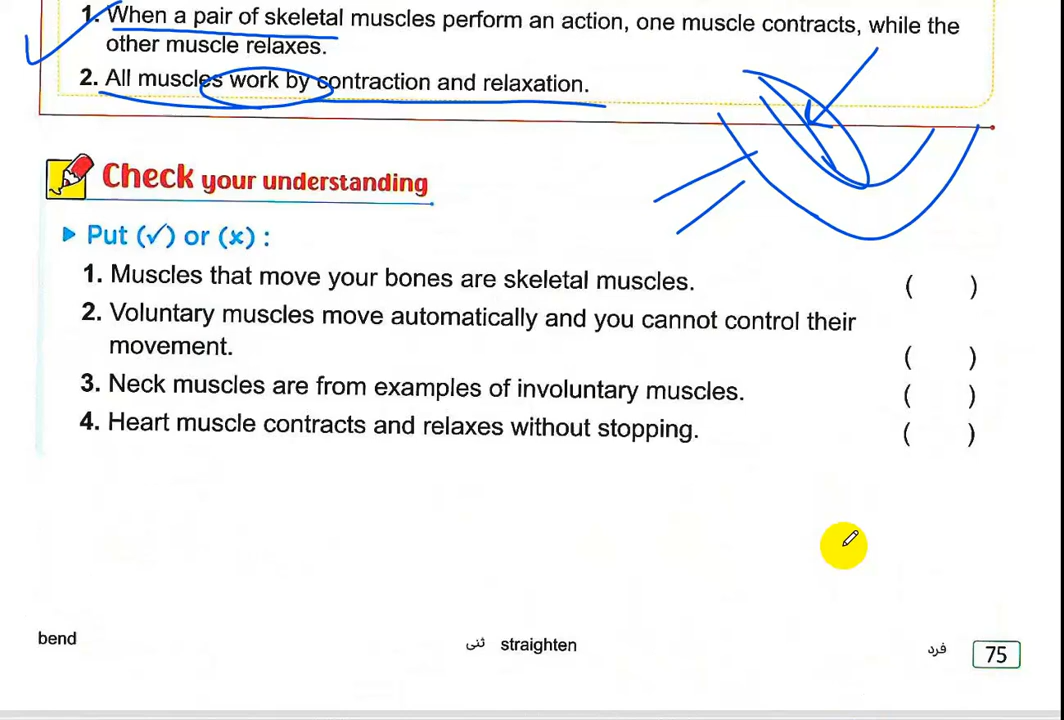 1. When a pair of skeletal muscles perform an action, one muscle contracts, while the
other muscle relaxes.
2. All muscles work by contraction and relaxation.
Check your understanding
Put (✓) or (x) :
1. Muscles that move your bones are skeletal muscles. ( )
2. Voluntary muscles move automatically and you cannot control their
movement. ( )
3. Neck muscles are from examples of involuntary muscles. ( )
4. Heart muscle contracts and relaxes without stopping. ( )
bend ثنى straighten فرد 75